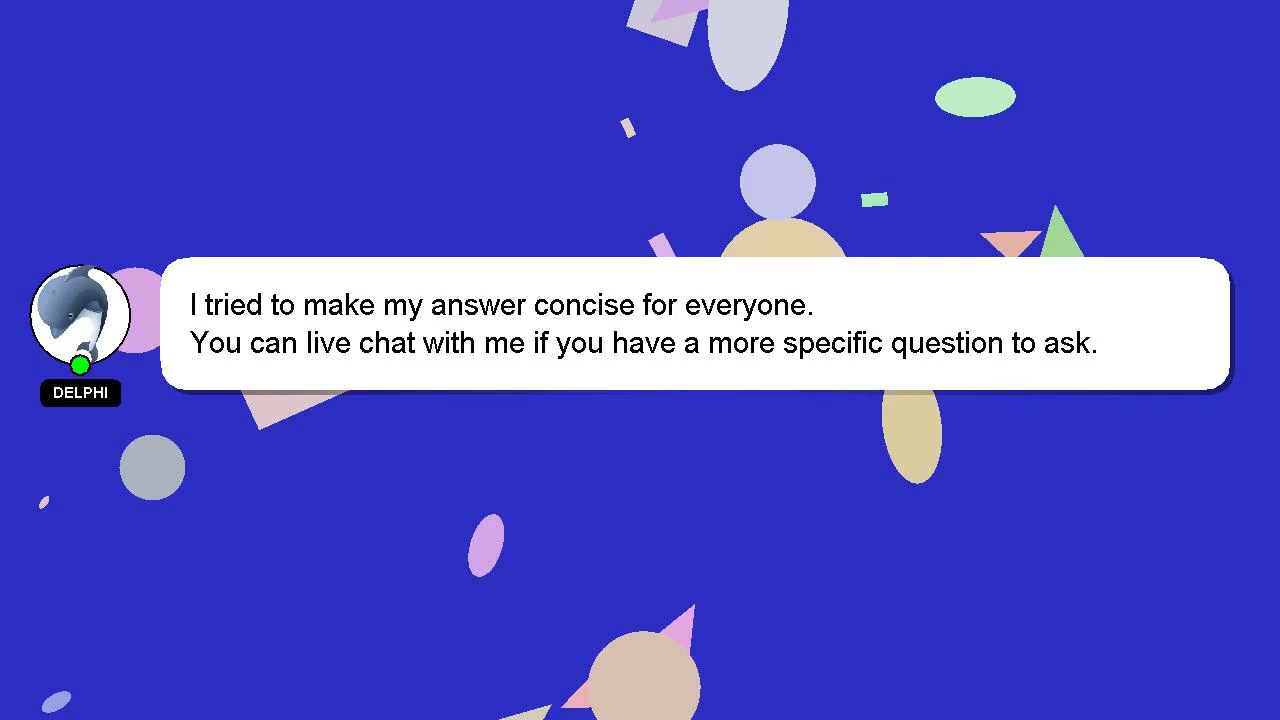 I tried to make my answer concise for everyone.
You can live chat with me if you have a more specific question to ask.
DELPHI